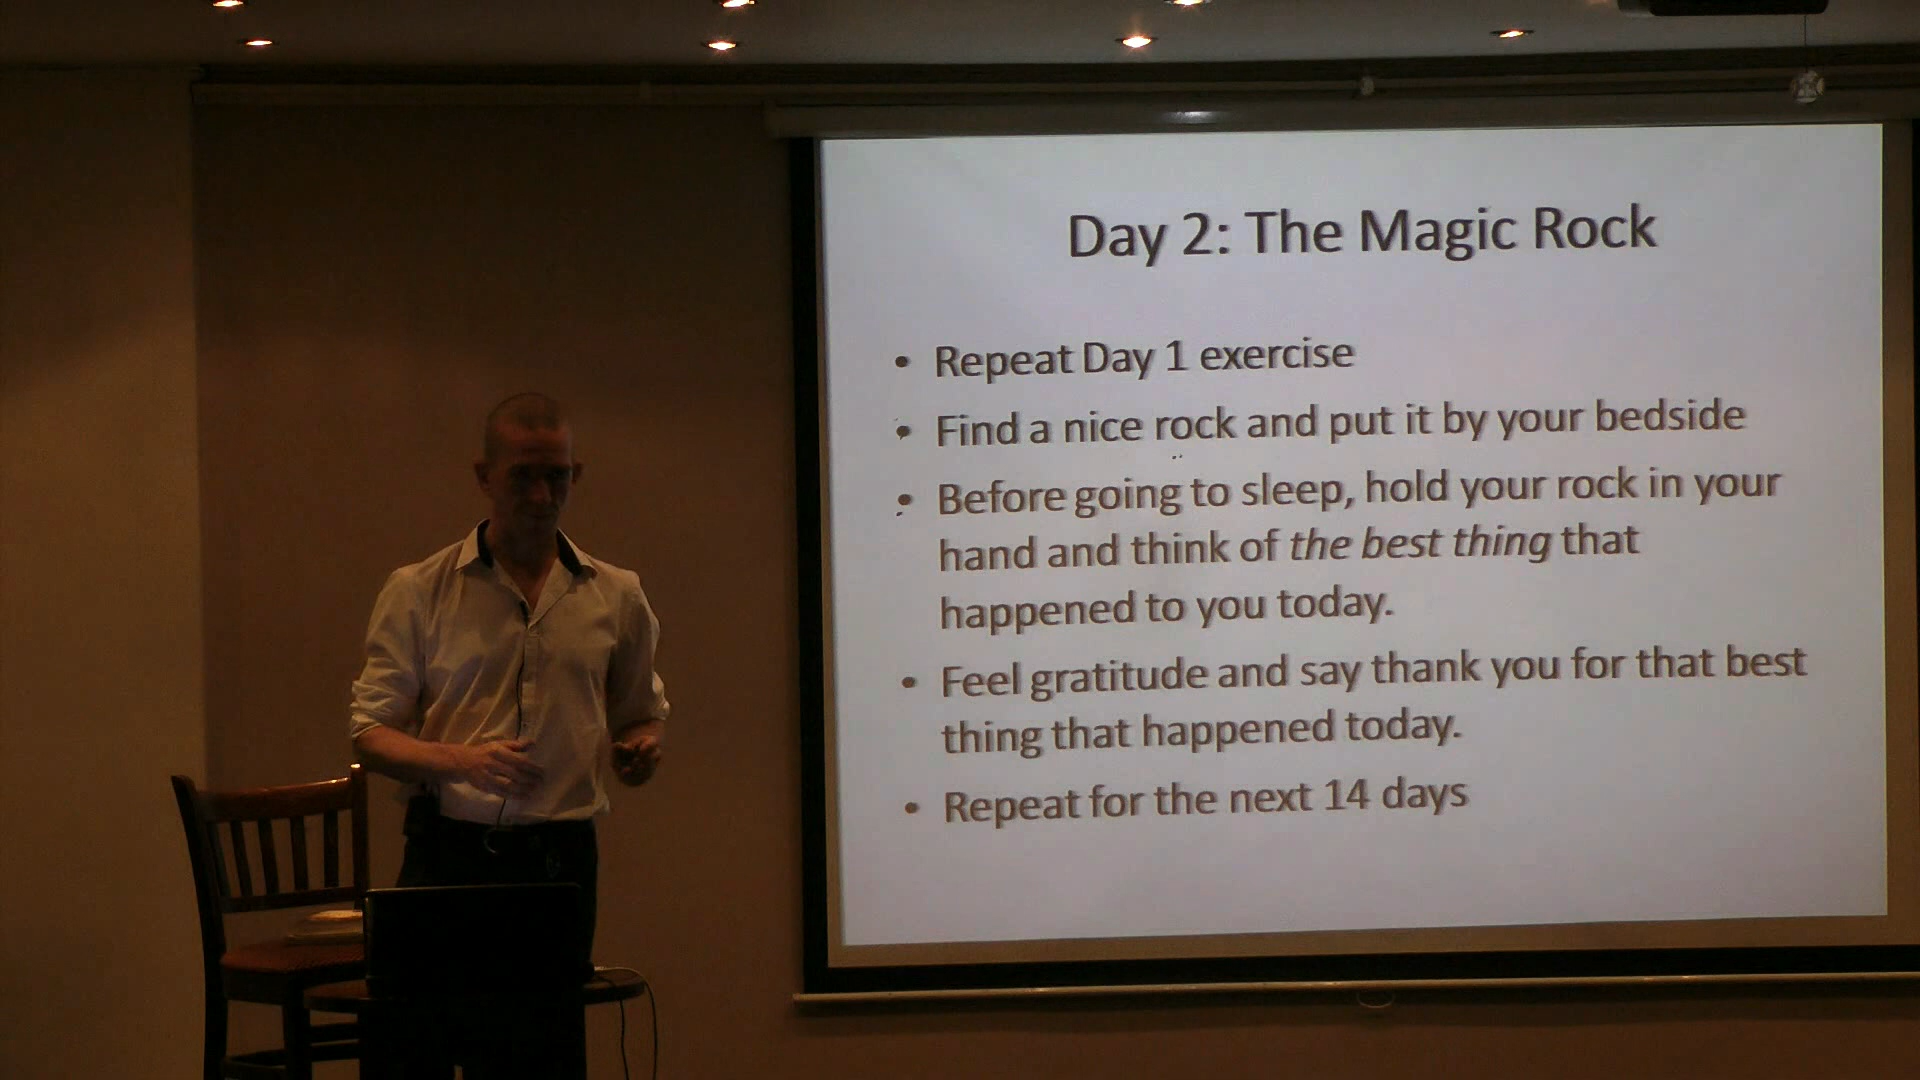 Day 2: The Magic Rock
• Repeat Day 1 exercise
• Find a nice rock and put it by your bedside
• Before going to sleep, hold your rock in your
hand and think of the best thing that
happened to you today.
• Feel gratitude and say thank you for that best
thing that happened today.
• Repeat for the next 14 days